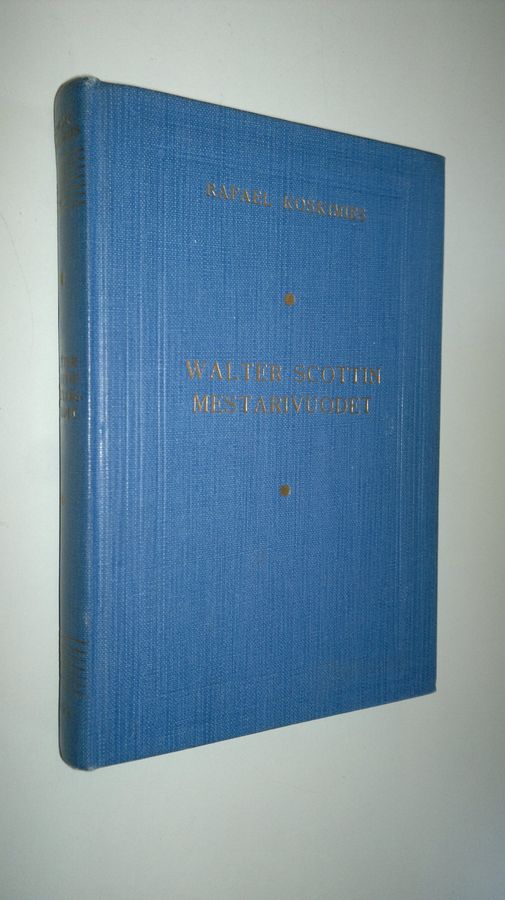 RAFAEL KOSKIMIES
WALTER SCOTTIN
MESTARIVUODET